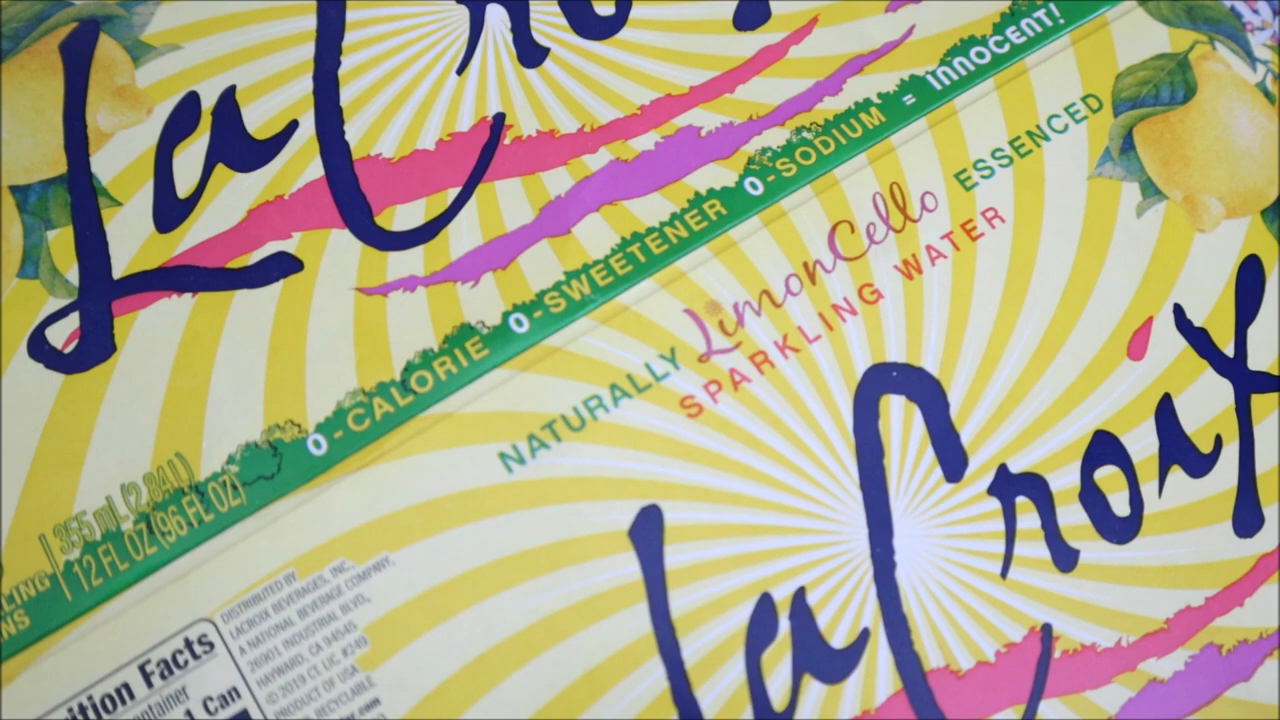 LaCroix
0-CALORIE 0-SWEETENER 0-SODIUM = INNOCENT!
355 mL (2.84 L)
12 FL OZ (96 FL OZ)
NATURALLY LimonCello ESSENCED
SPARKLING WATER
LaCroix
DISTRIBUTED BY
LACROIX BEVERAGES, INC.,
A NATIONAL BEVERAGE COMPANY,
26901 INDUSTRIAL BLVD,
HAYWARD, CA 94545
©2019 CT LIC #249
PRODUCT OF USA
RECYCLABLE
Facts
1 Can